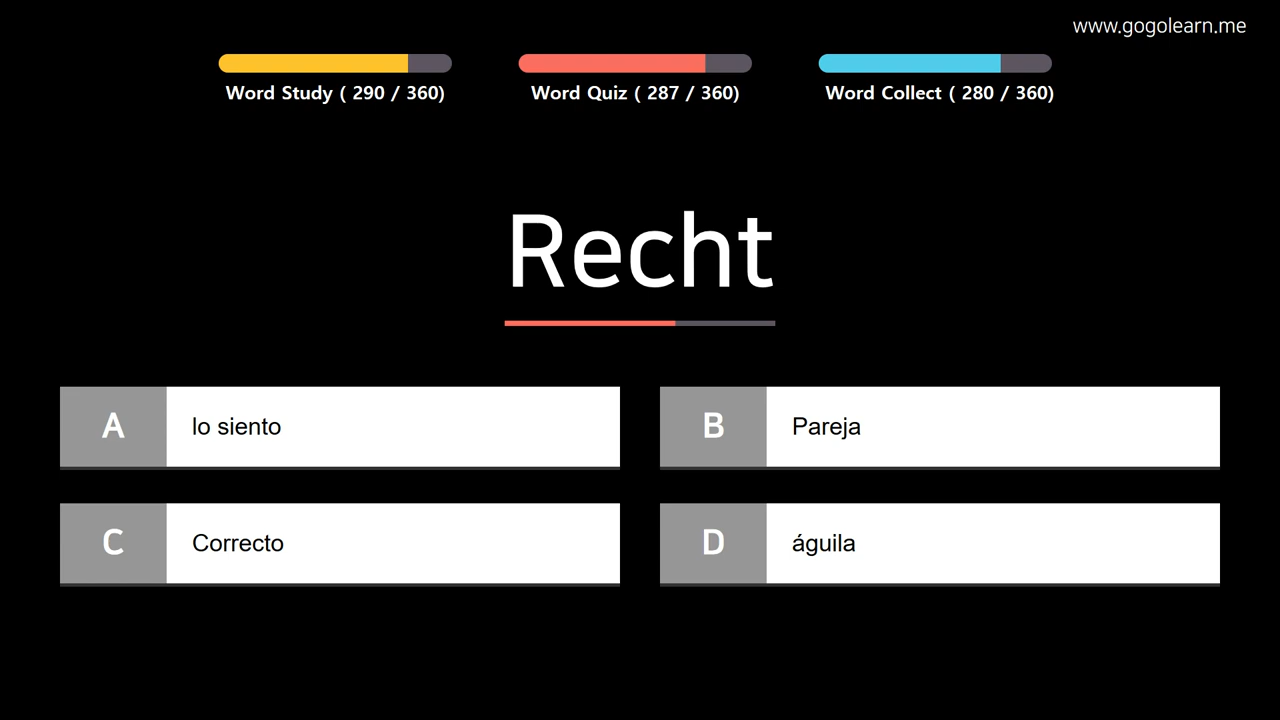 www.gogolearn.me
Word Study ( 290 / 360)
Word Quiz ( 287 / 360)
Word Collect ( 280 / 360)
Recht
A lo siento
B Pareja
C Correcto
D águila